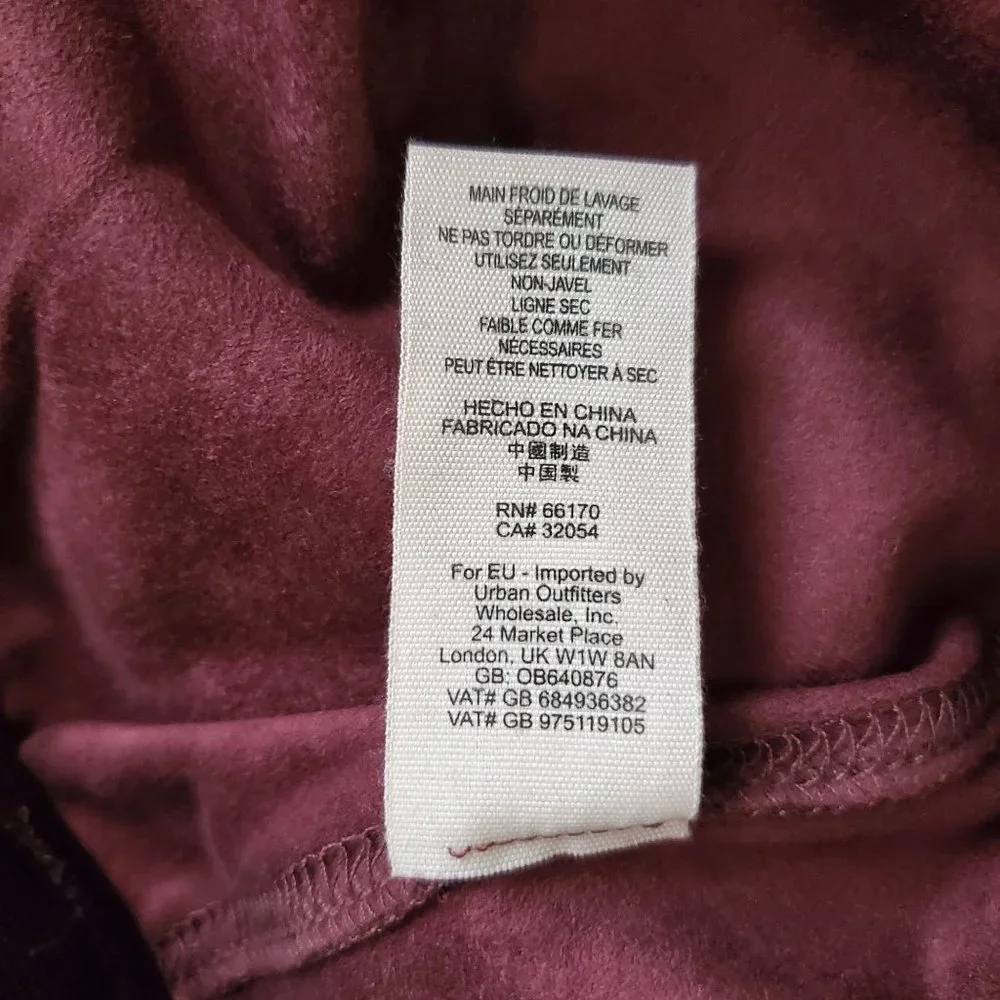 MAIN FROID DE LAVAGE
SÉPARÉMENT
NE PAS TORDRE OU DÉFORMER
UTILISEZ SEULEMENT
NON-JAVEL
LIGNE SEC
FAIBLE COMME FER
NÉCESSAIRES
PEUT ÊTRE NETTOYER À SEC
HECHO EN CHINA
FABRICADO NA CHINA
中國制造
中国製
RN# 66170
CA# 32054
For EU - Imported by
Urban Outfitters
Wholesale, Inc.
24 Market Place
London, UK W1W 8AN
GB: OB640876
VAT# GB 684936382
VAT# GB 975119105